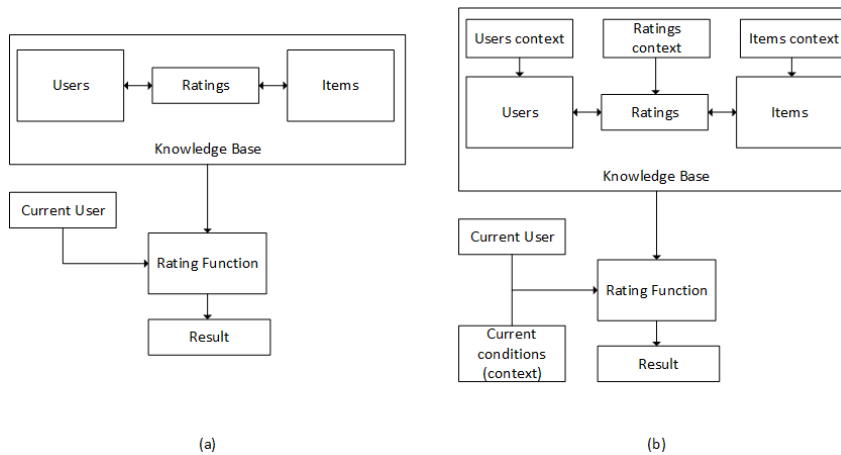 Users
Ratings
Items
Knowledge Base
Current User
Rating Function
Result
(a)
Users context
Ratings
context
Items context
Users
Ratings
Items
Knowledge Base
Current User
Rating Function
Current
conditions
(context)
Result
(b)